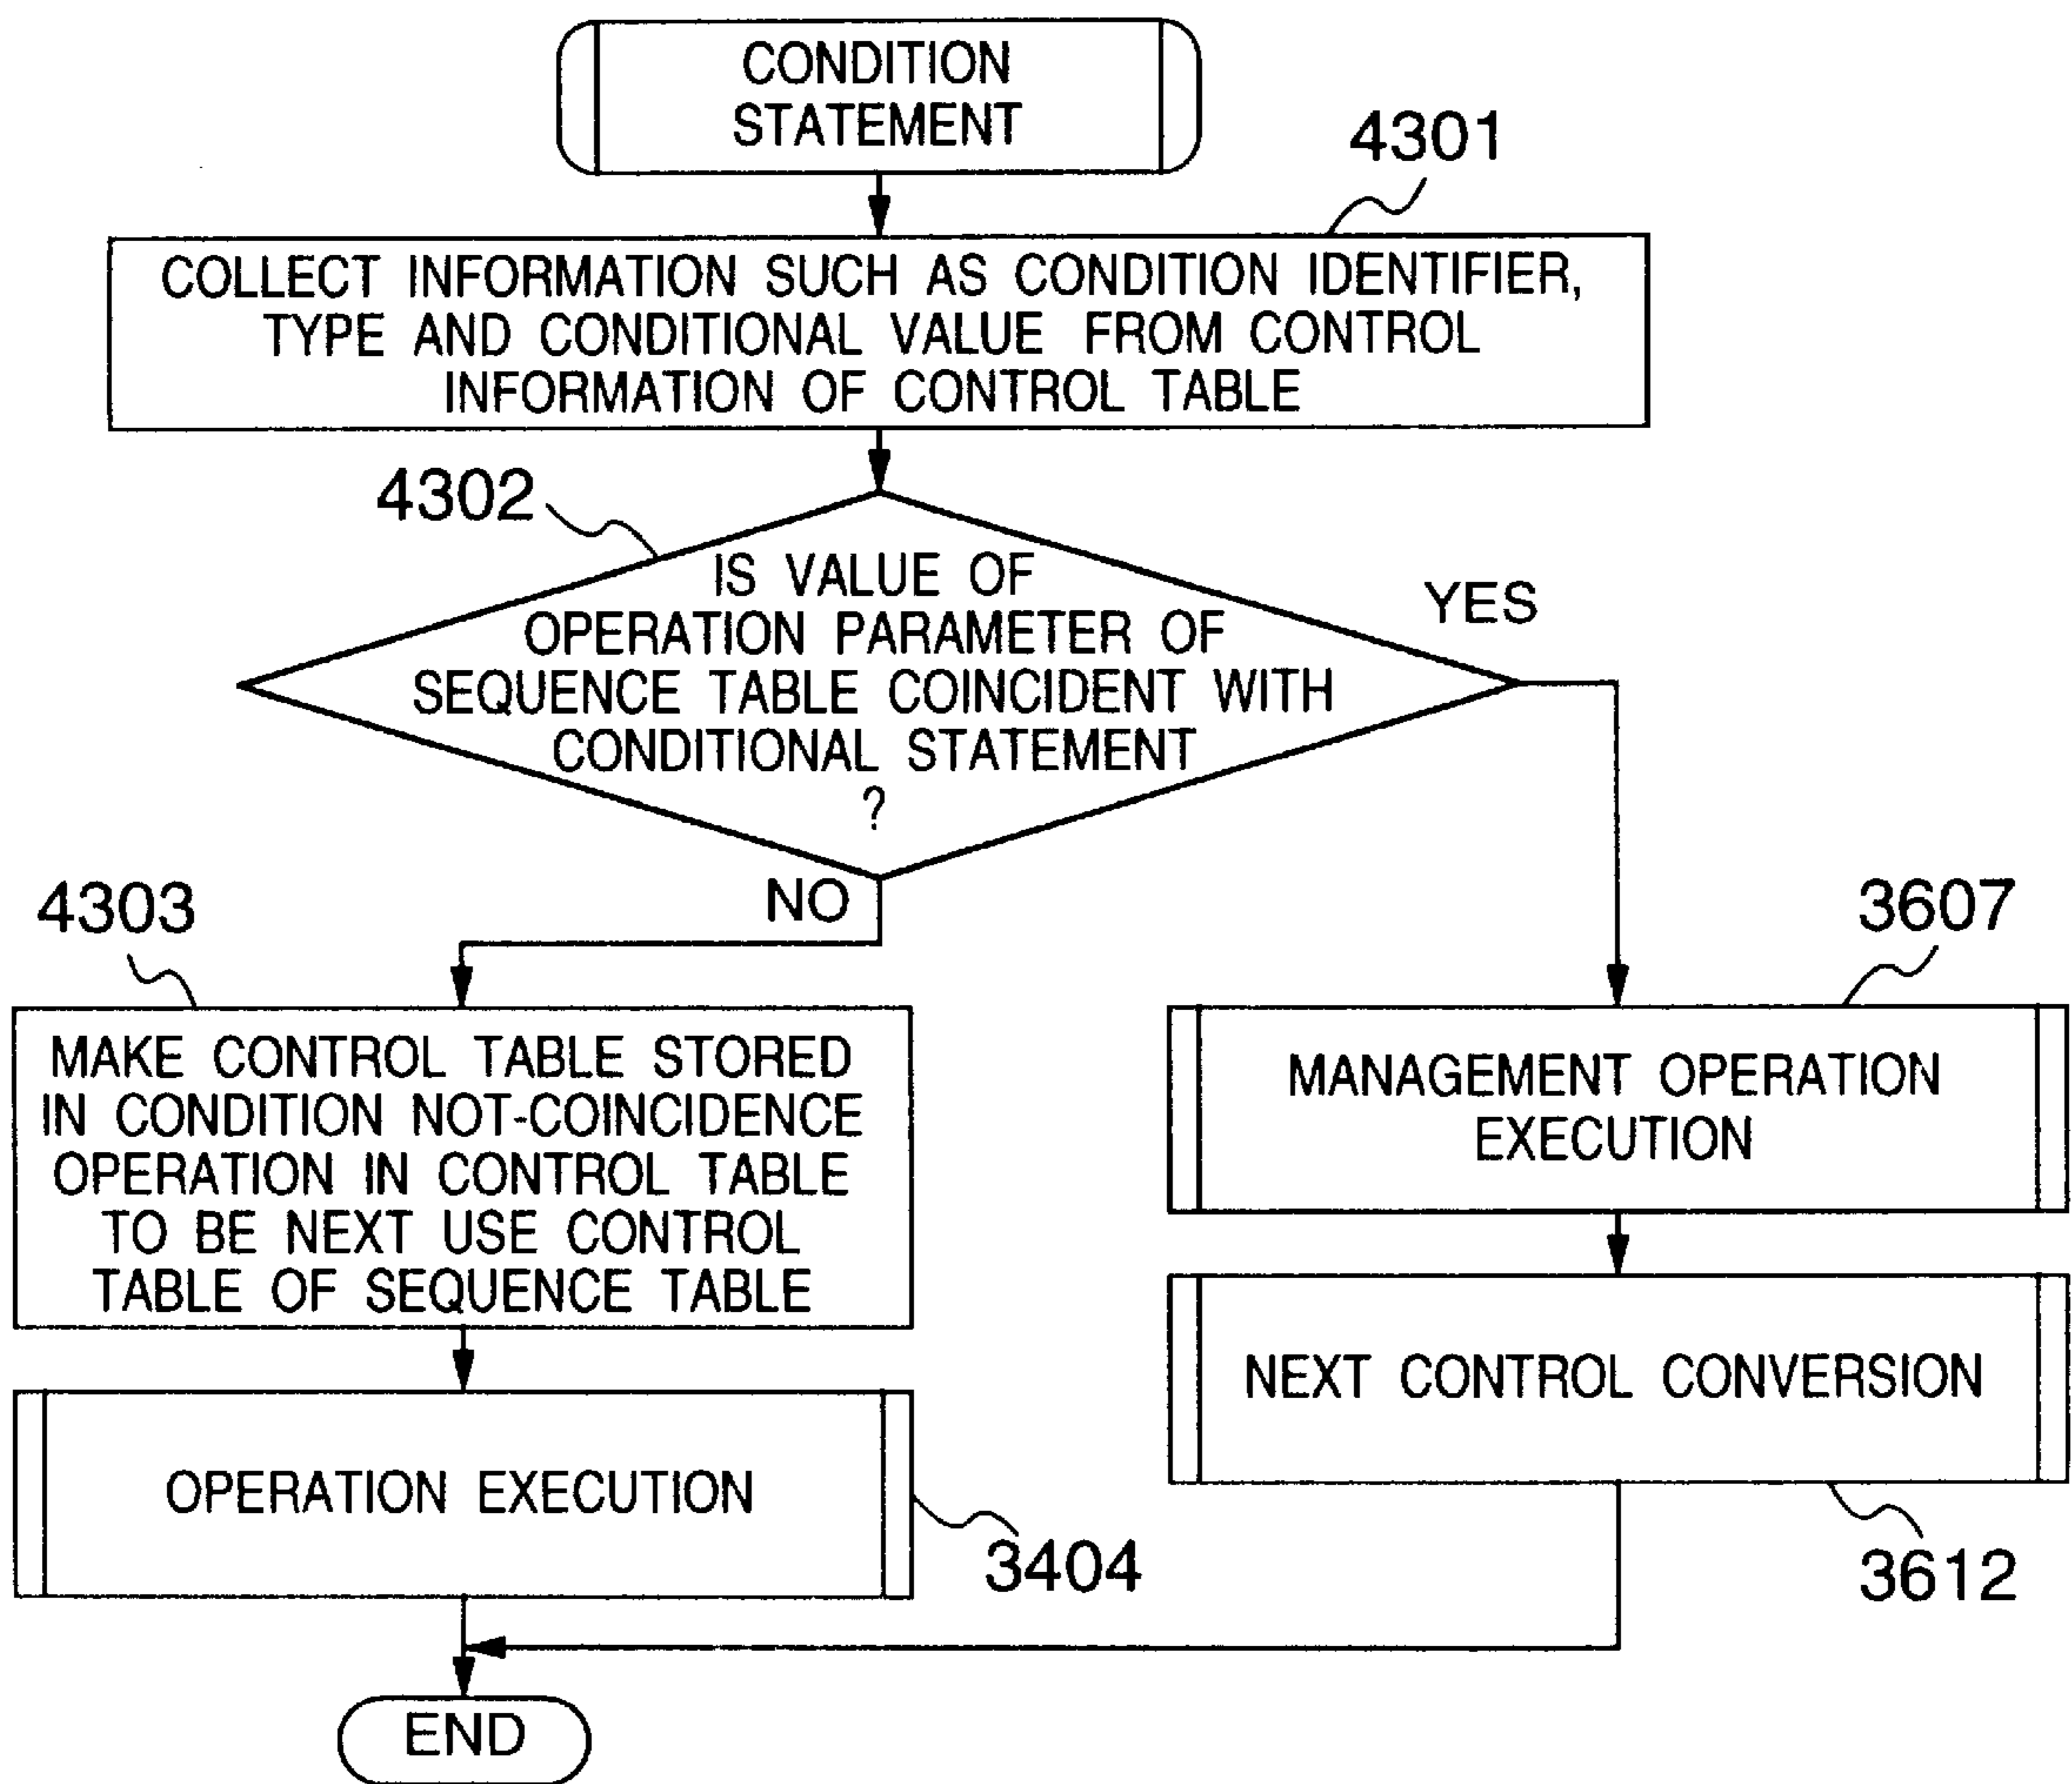 CONDITION
STATEMENT
4301
COLLECT INFORMATION SUCH AS CONDITION IDENTIFIER,
TYPE AND CONDITIONAL VALUE FROM CONTROL
INFORMATION OF CONTROL TABLE
4302
IS VALUE OF
OPERATION PARAMETER OF
SEQUENCE TABLE COINCIDENT WITH
CONDITIONAL STATEMENT
?
YES
NO
4303
MAKE CONTROL TABLE STORED
IN CONDITION NOT-COINCIDENCE
OPERATION IN CONTROL TABLE
TO BE NEXT USE CONTROL
TABLE OF SEQUENCE TABLE
OPERATION EXECUTION
3404
3607
MANAGEMENT OPERATION
EXECUTION
NEXT CONTROL CONVERSION
3612
END